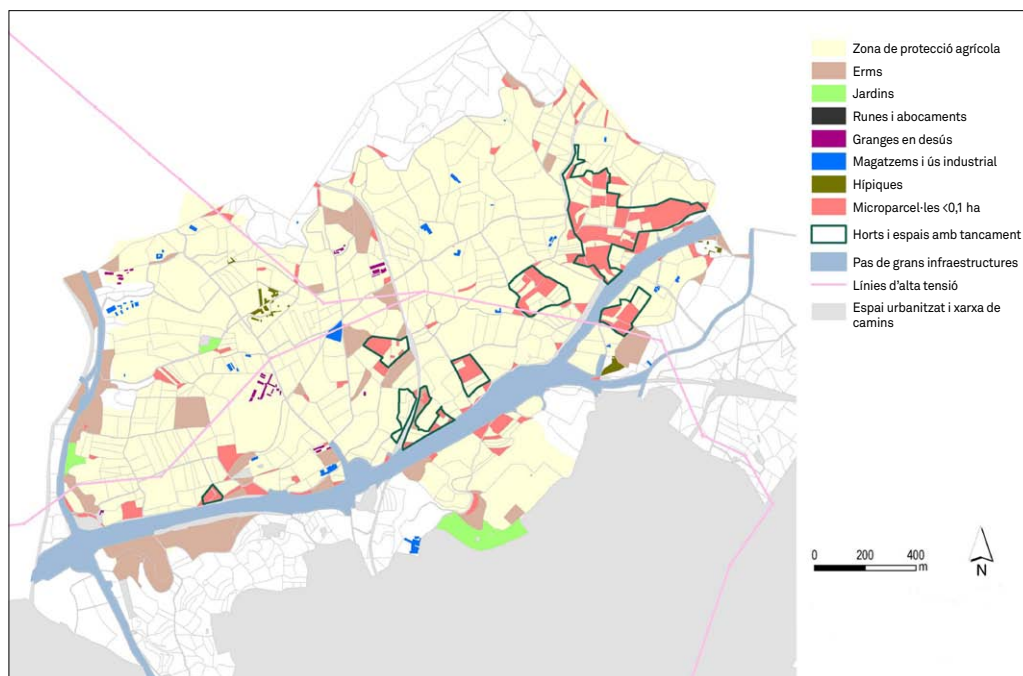 Zona de protecció agrícola
Erms
Jardins
Runes i abocaments
Granges en desús
Magatzems i ús industrial
Hípiques
Microparcel·les <0,1 ha
Horts i espais amb tancament
Pas de grans infraestructures
Línies d'alta tensió
Espai urbanitzat i xarxa de
camins
0 200 400
m
N